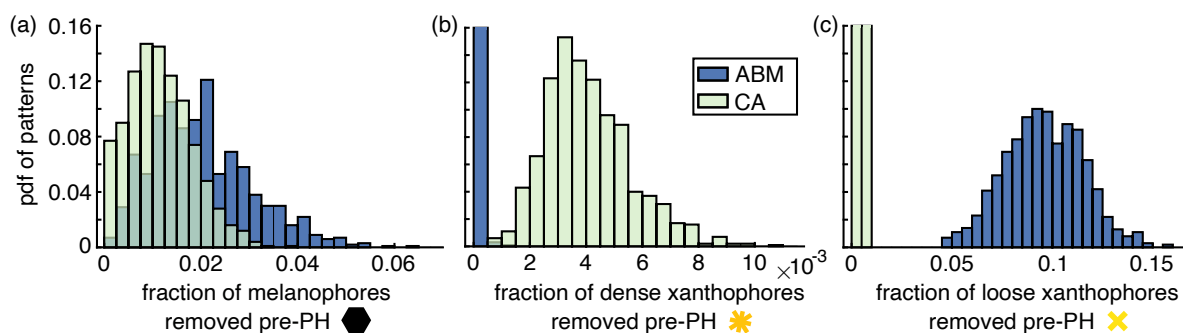 (a)
(b)
(c)
0.16
0.12
0.08
0.04
0
pdf of patterns
ABM
CA
0 0.02 0.04 0.06
0 2 4 6 8 10
×10⁻³
0 0.05 0.1 0.15
fraction of melanophores
removed pre-PH
fraction of dense xanthophores
removed pre-PH
fraction of loose xanthophores
removed pre-PH